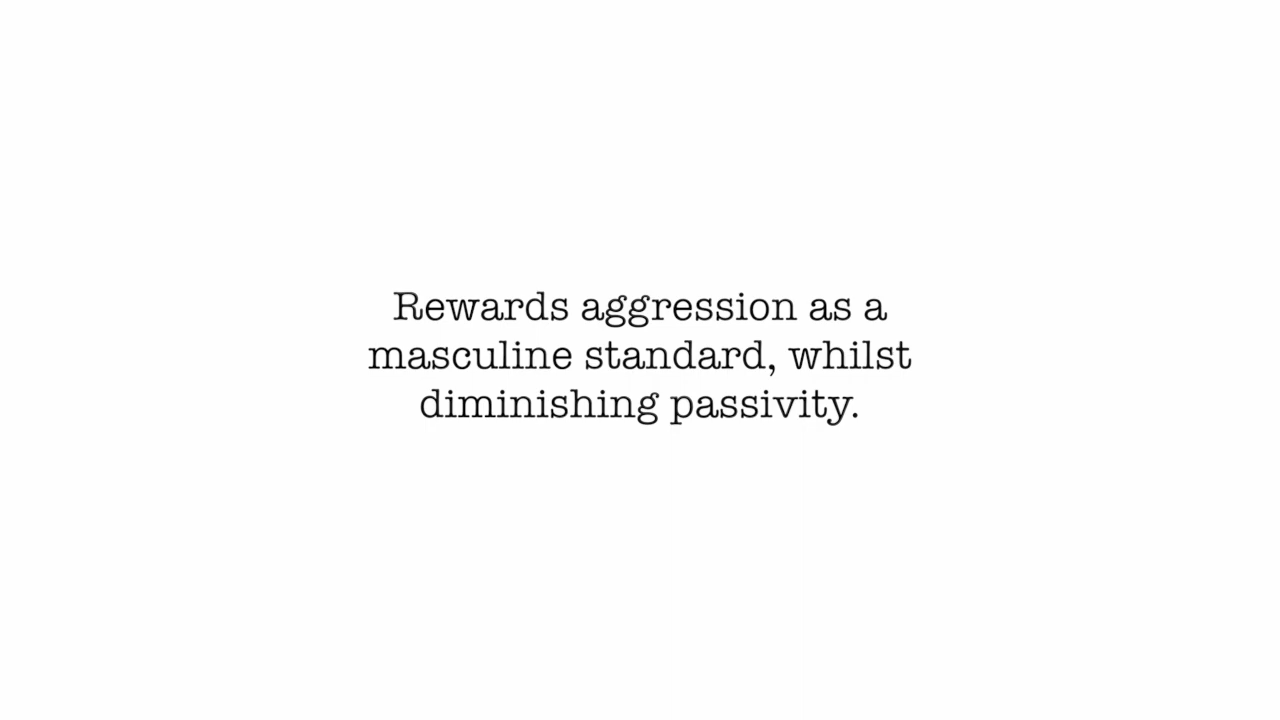 Rewards aggression as a
masculine standard, whilst
diminishing passivity.